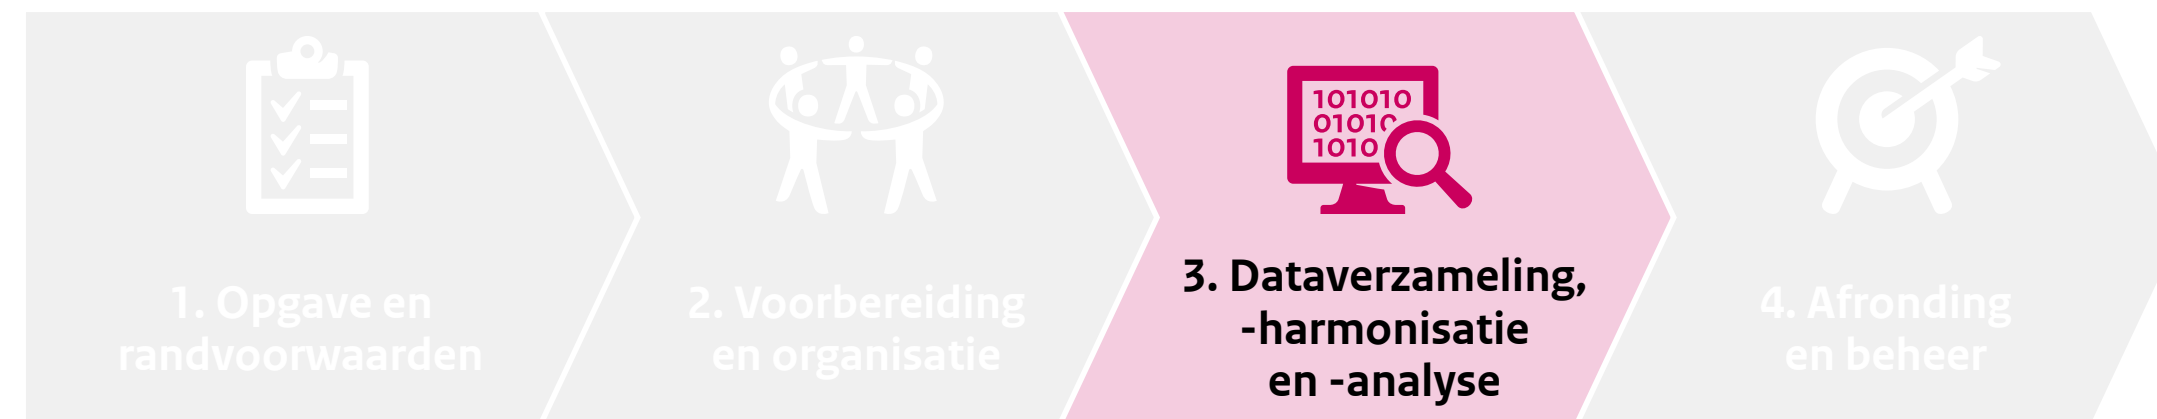 101010
01010
1010
1. Opgave en
randvoorwaarden
2. Voorbereiding
en organisatie
3. Dataverzameling,
-harmonisatie
en -analyse
4. Afronding
en beheer